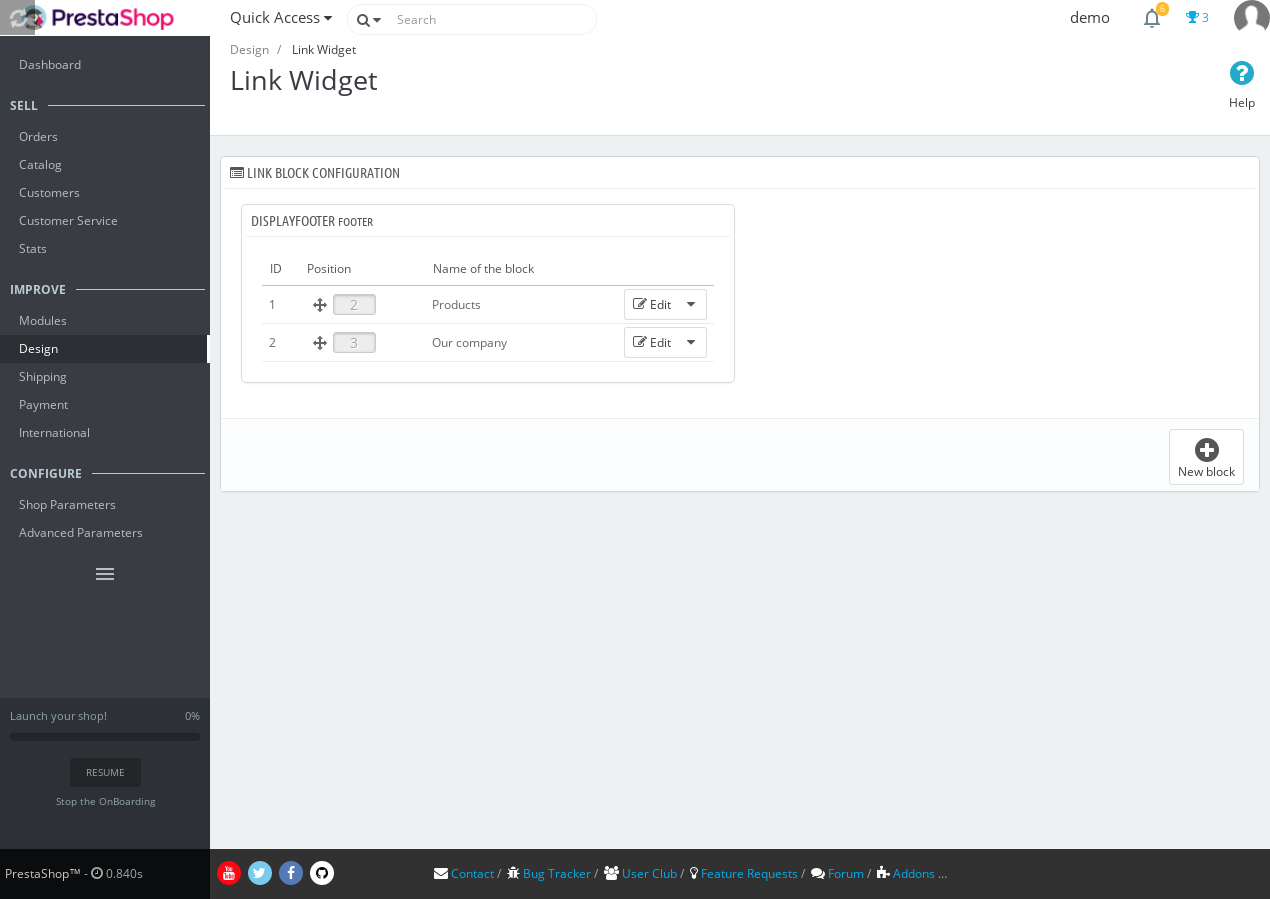 PrestaShop
Quick Access
Search
demo
6
3
Design / Link Widget
Link Widget
Help
Dashboard
SELL
Orders
Catalog
Customers
Customer Service
Stats
IMPROVE
Modules
Design
Shipping
Payment
International
CONFIGURE
Shop Parameters
Advanced Parameters
Launch your shop! 0%
RESUME
Stop the OnBoarding
LINK BLOCK CONFIGURATION
DISPLAYFOOTER FOOTER
ID Position Name of the block
1 2 Products Edit
2 3 Our company Edit
New block
PrestaShop™ - 0.840s
Contact / Bug Tracker / User Club / Feature Requests / Forum / Addons ...